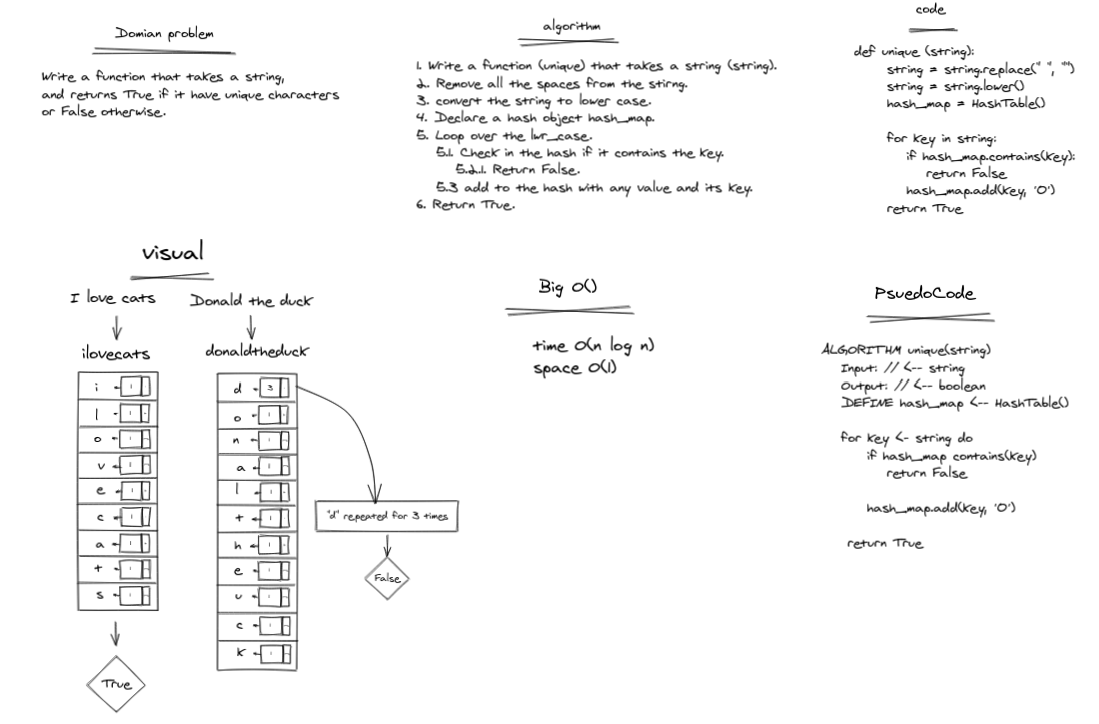 Domian problem
Write a function that takes a string,
and returns True if it have unique characters
or False otherwise.
algorithm
1. Write a function (unique) that takes a string (string).
2. Remove all the spaces from the stirng.
3. convert the string to lower case.
4. Declare a hash object hash_map.
5. Loop over the lwr_case.
5.1. Check in the hash if it contains the key.
5.2.1. Return False.
5.3 add to the hash with any value and its key.
6. Return True.
code
def unique (string):
string = string.replace(" ", "")
string = string.lower()
hash_map = HashTable()
for key in string:
if hash_map.contains(key):
return False
hash_map.add(key, '0')
return True
visual
I love cats
ilovecats
i 1
l 1
o 1
v 1
e 1
c 1
a 1
t 1
s 1
True
Donald the duck
donaldtheduck
d 3
o 1
n 1
a 1
l 1
t 1
h 1
e 1
u 1
c 1
k 1
"d" repeated for 3 times
False
Big O()
time O(n log n)
space O(1)
PsuedoCode
ALGORITHM unique(string)
Input: // <-- string
Output: // <-- boolean
DEFINE hash_map <-- HashTable()
for key <- string do
if hash_map contains(key)
return False
hash_map.add(key, '0')
return True